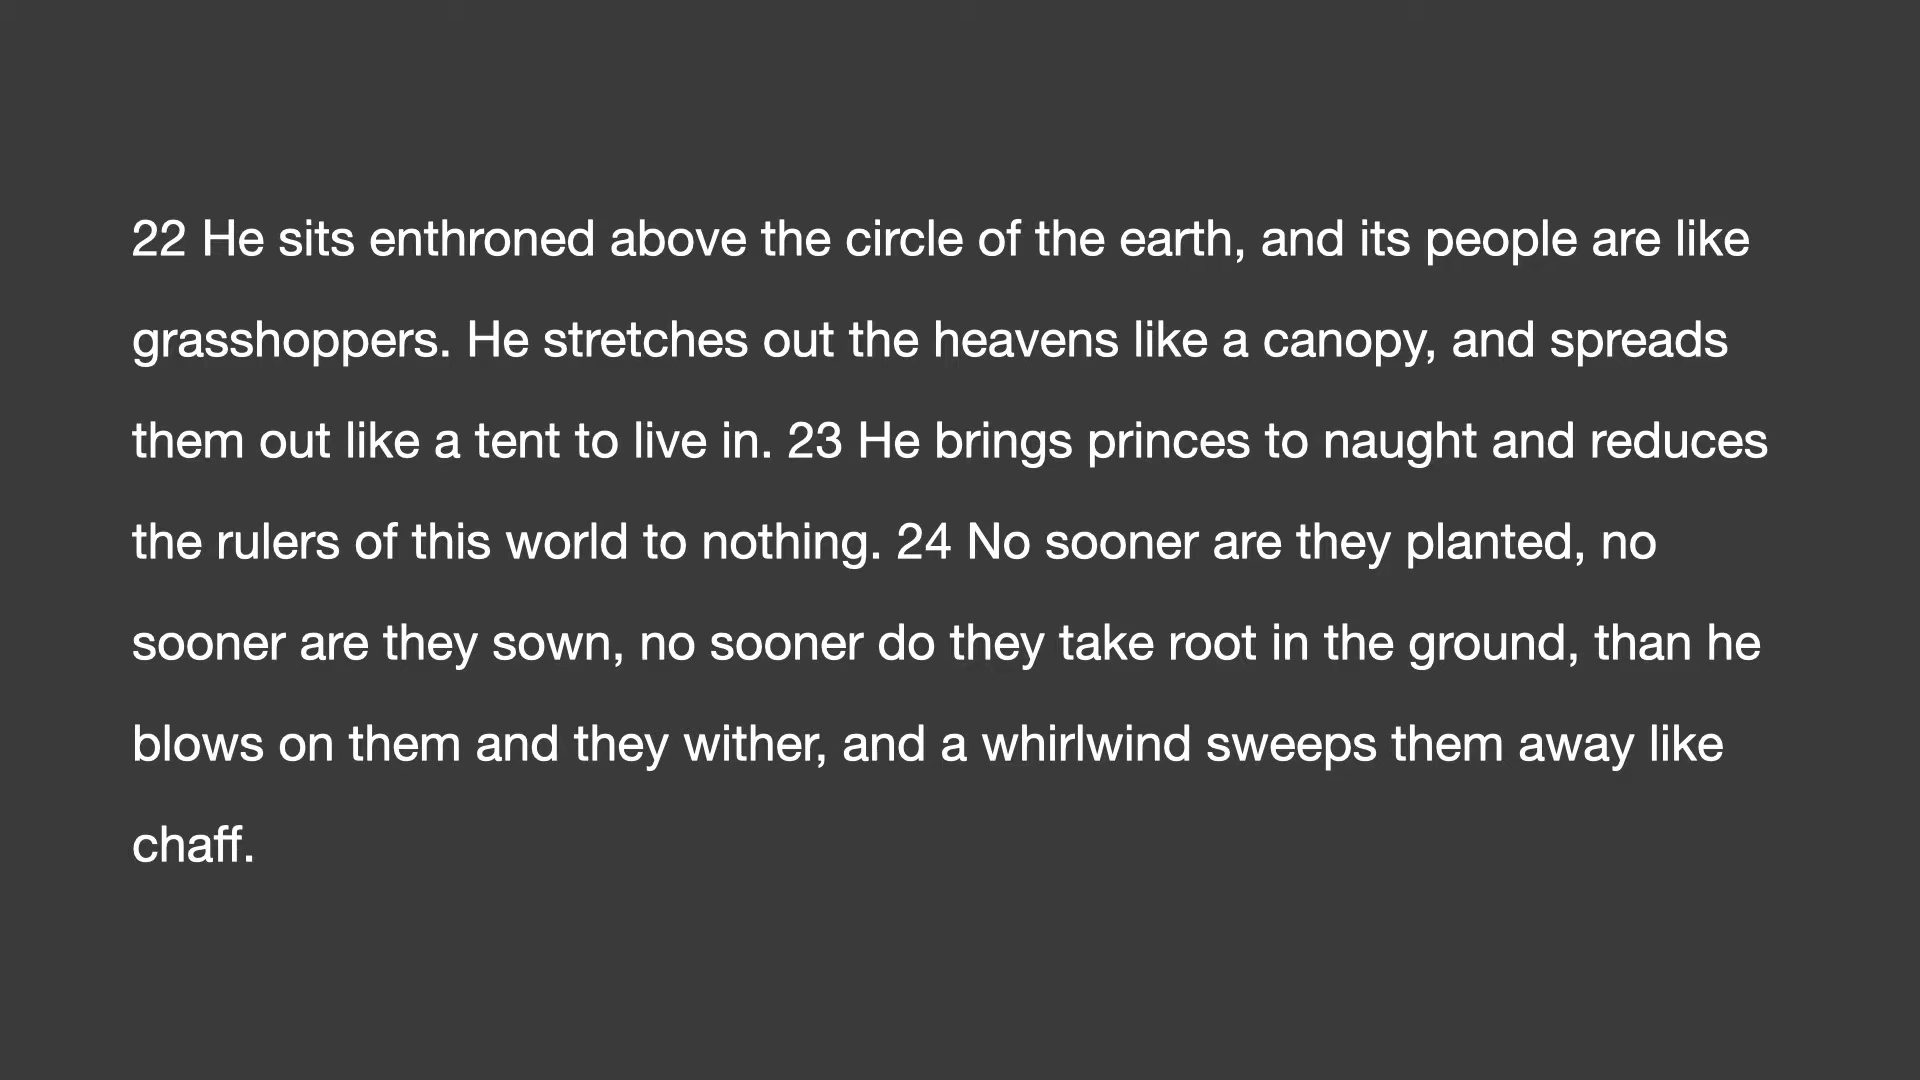 22 He sits enthroned above the circle of the earth, and its people are like
grasshoppers. He stretches out the heavens like a canopy, and spreads
them out like a tent to live in. 23 He brings princes to naught and reduces
the rulers of this world to nothing. 24 No sooner are they planted, no
sooner are they sown, no sooner do they take root in the ground, than he
blows on them and they wither, and a whirlwind sweeps them away like
chaff.